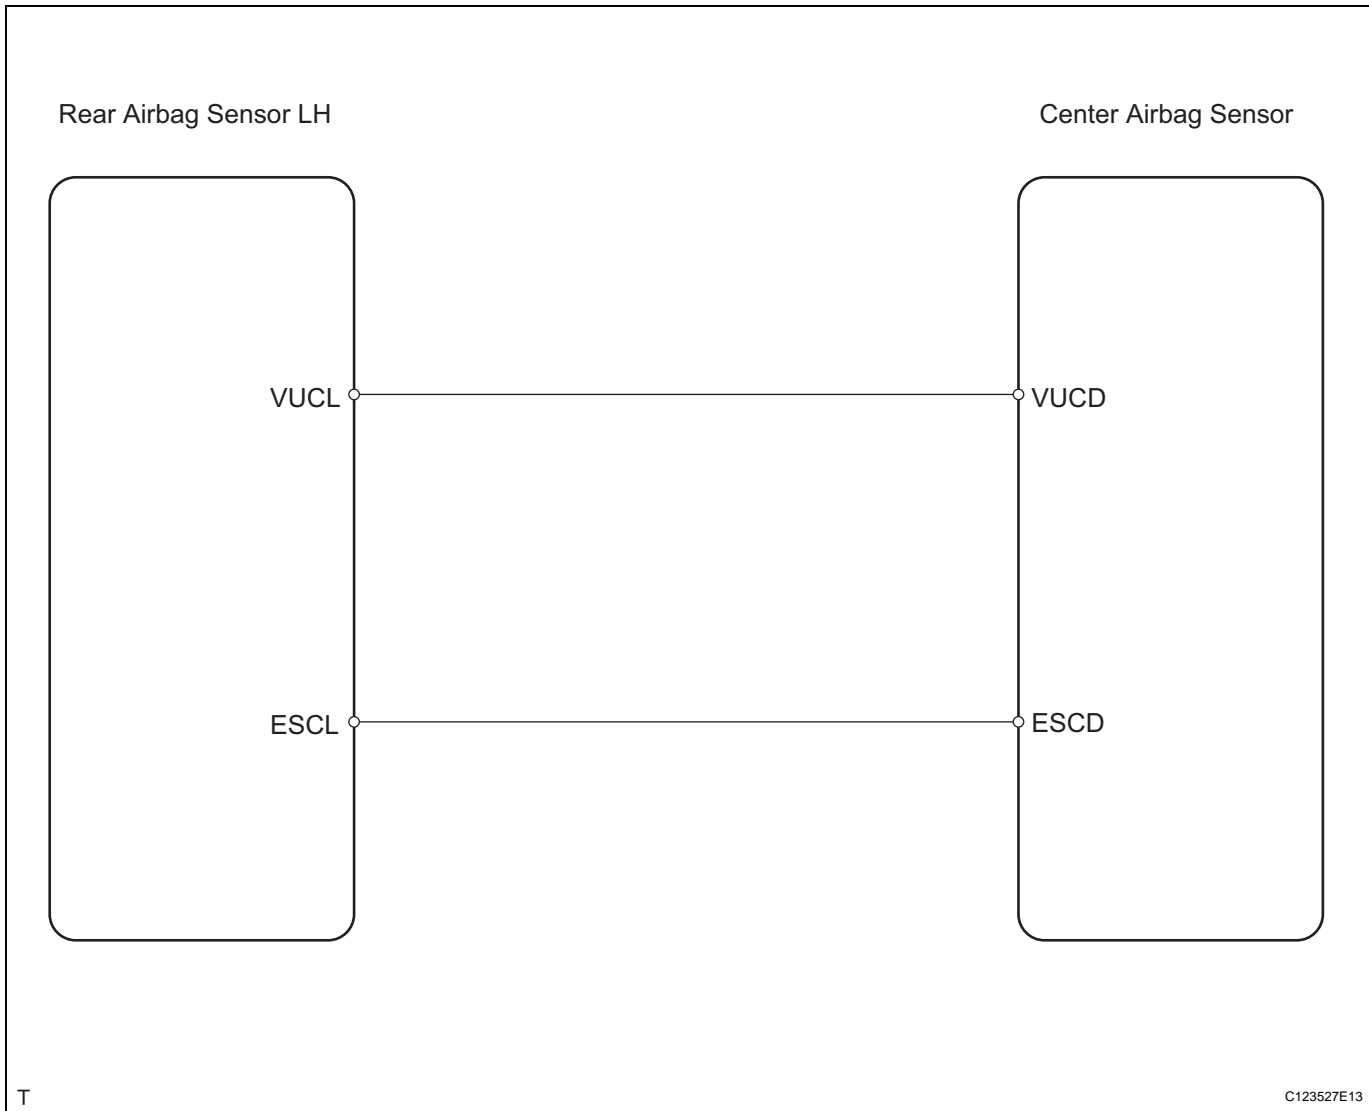 Rear Airbag Sensor LH
Center Airbag Sensor
VUCL
VUCD
ESCL
ESCD
T
C123527E13